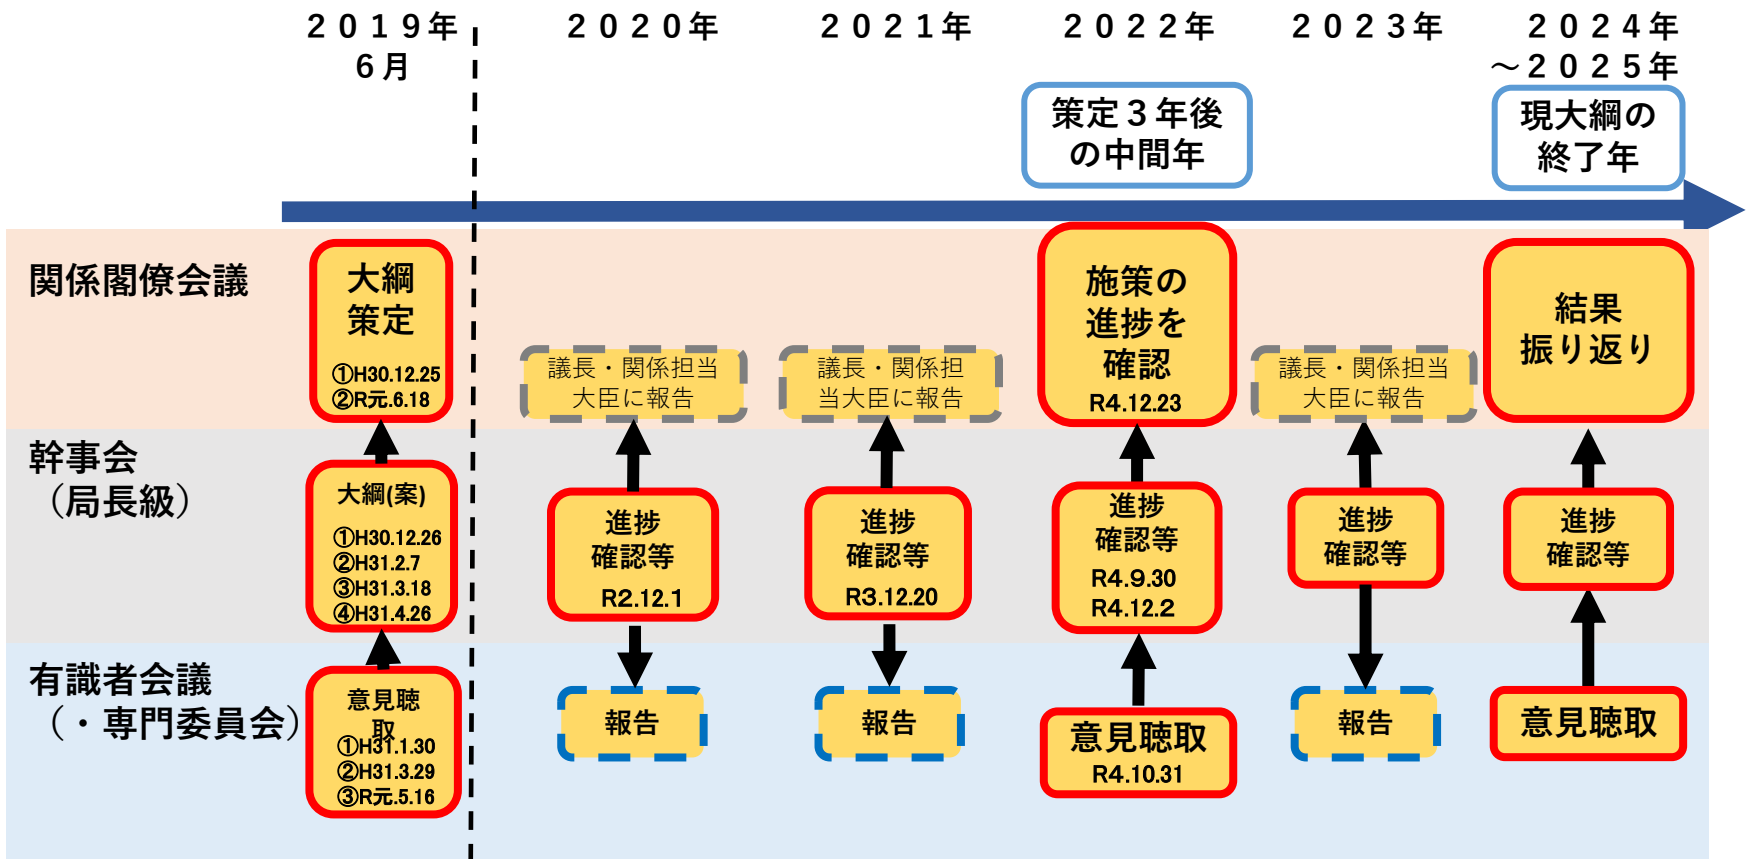 ２０１９年
６月
２０２０年
２０２１年
２０２２年
２０２３年
２０２４年
～２０２５年
策定３年後
の中間年
現大綱の
終了年
関係閣僚会議
大綱
策定
①H30.12.25
②R元.6.18
議長・関係担当
大臣に報告
議長・関係担
当大臣に報告
施策の
進捗を
確認
R4.12.23
議長・関係担当
大臣に報告
結果
振り返り
幹事会
（局長級）
大綱(案)
①H30.12.26
②H31.2.7
③H31.3.18
④H31.4.26
進捗
確認等
R2.12.1
進捗
確認等
R3.12.20
進捗
確認等
R4.9.30
R4.12.2
進捗
確認等
進捗
確認等
有識者会議
（・専門委員会）
意見聴
取
①H31.1.30
②H31.3.29
③R元.5.16
報告
報告
意見聴取
R4.10.31
報告
意見聴取